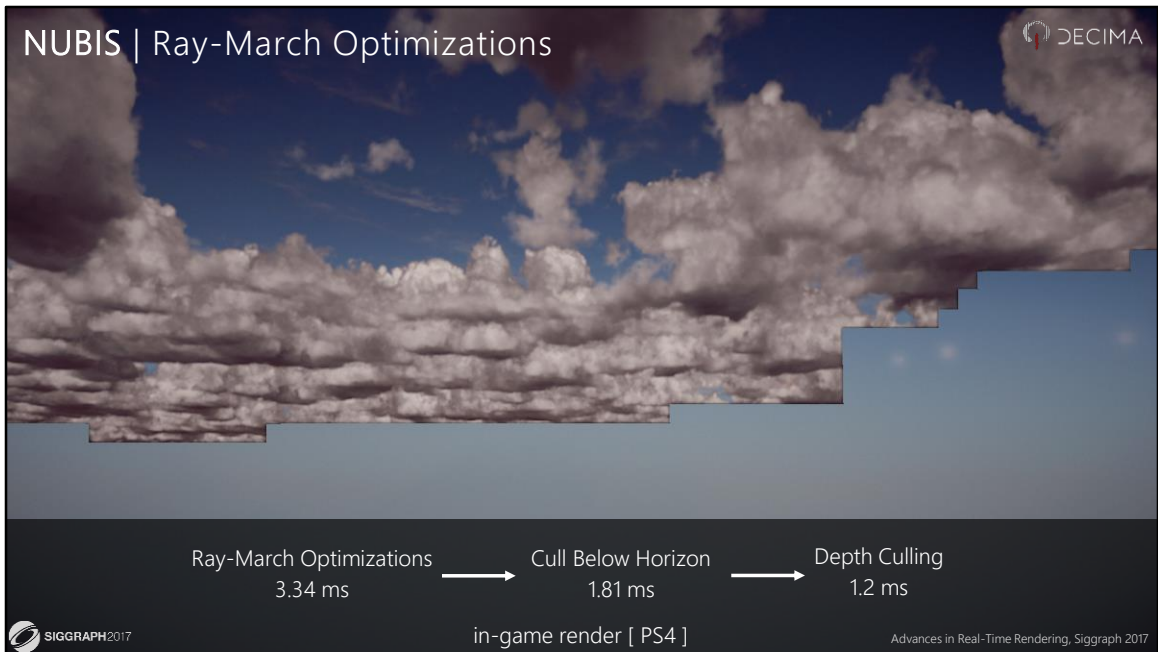 NUBIS | Ray-March Optimizations
DECIMA
Ray-March Optimizations
3.34 ms
Cull Below Horizon
1.81 ms
Depth Culling
1.2 ms
in-game render [ PS4 ]
SIGGRAPH2017
Advances in Real-Time Rendering, Siggraph 2017